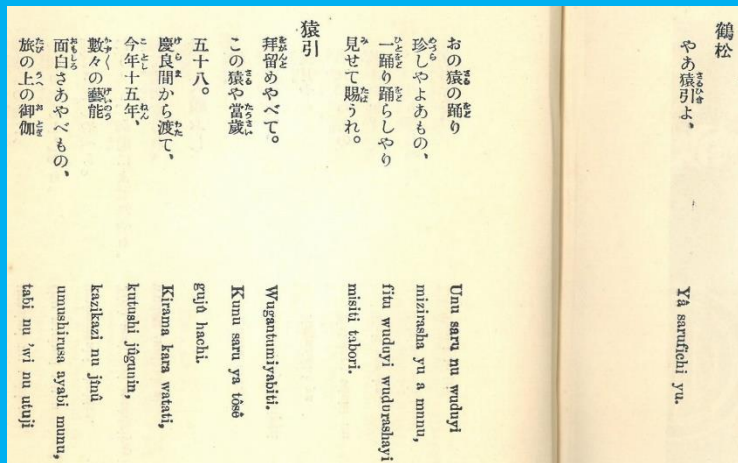 鶴松
やあ猿引よ、
Yâ sarufichi yu.
おの猿の踊り
Unu saru nu wuduyi
珍しやよあもの、
mizirasha yu a munu,
一踊り踊らしやり
fitu wuduyi wudurashayi
見せて賜うれ。
misiti tabori.
猿引
拜留めやべて。
Wugantumiyabiti.
この猿や當歲
Kunu saru ya tôsê
五十八。
gujû hachi.
慶良間から渡て、
Kirama kara watati,
今年十五年、
kutushi jûgunin,
數々の藝能
kazikazi nu jînû
面白さあやべもの、
umushirusa ayabi munu,
旅の上の御伽
tabi nu 'wi nu utuji